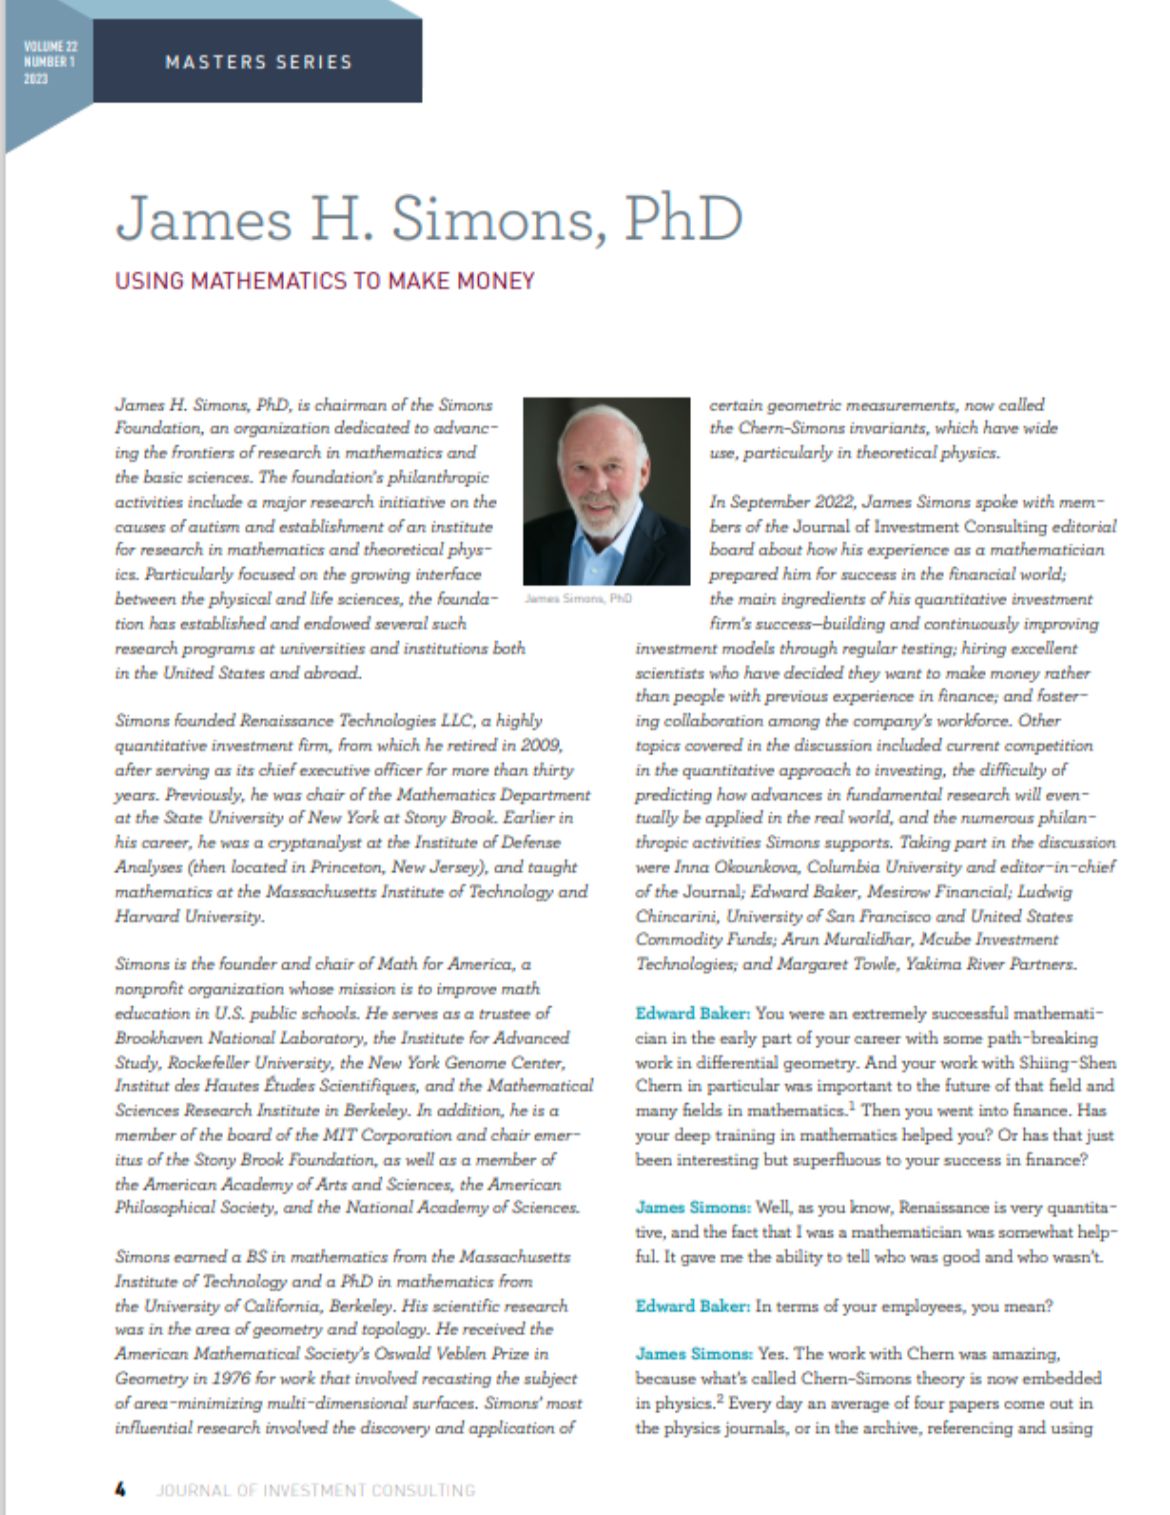 VOLUME 22
NUMBER 1
2023
MASTERS SERIES
James H. Simons, PhD
USING MATHEMATICS TO MAKE MONEY
James H. Simons, PhD, is chairman of the Simons
Foundation, an organization dedicated to advanc-
ing the frontiers of research in mathematics and
the basic sciences. The foundation's philanthropic
activities include a major research initiative on the
causes of autism and establishment of an institute
for research in mathematics and theoretical phys-
ics. Particularly focused on the growing interface
between the physical and life sciences, the founda-
tion has established and endowed several such
research programs at universities and institutions both
in the United States and abroad.
Simons founded Renaissance Technologies LLC, a highly
quantitative investment firm, from which he retired in 2009,
after serving as its chief executive officer for more than thirty
years. Previously, he was chair of the Mathematics Department
at the State University of New York at Stony Brook. Earlier in
his career, he was a cryptanalyst at the Institute of Defense
Analyses (then located in Princeton, New Jersey), and taught
mathematics at the Massachusetts Institute of Technology and
Harvard University.
Simons is the founder and chair of Math for America, a
nonprofit organization whose mission is to improve math
education in U.S. public schools. He serves as a trustee of
Brookhaven National Laboratory, the Institute for Advanced
Study, Rockefeller University, the New York Genome Center,
Institut des Hautes Études Scientifiques, and the Mathematical
Sciences Research Institute in Berkeley. In addition, he is a
member of the board of the MIT Corporation and chair emer-
itus of the Stony Brook Foundation, as well as a member of
the American Academy of Arts and Sciences, the American
Philosophical Society, and the National Academy of Sciences.
Simons earned a BS in mathematics from the Massachusetts
Institute of Technology and a PhD in mathematics from
the University of California, Berkeley. His scientific research
was in the area of geometry and topology. He received the
American Mathematical Society's Oswald Veblen Prize in
Geometry in 1976 for work that involved recasting the subject
of area-minimizing multi-dimensional surfaces. Simons' most
influential research involved the discovery and application of
James Simons, PhD
certain geometric measurements, now called
the Chern-Simons invariants, which have wide
use, particularly in theoretical physics.
In September 2022, James Simons spoke with mem-
bers of the Journal of Investment Consulting editorial
board about how his experience as a mathematician
prepared him for success in the financial world;
the main ingredients of his quantitative investment
firm's success—building and continuously improving
investment models through regular testing; hiring excellent
scientists who have decided they want to make money rather
than people with previous experience in finance; and foster-
ing collaboration among the company's workforce. Other
topics covered in the discussion included current competition
in the quantitative approach to investing, the difficulty of
predicting how advances in fundamental research will even-
tually be applied in the real world, and the numerous philan-
thropic activities Simons supports. Taking part in the discussion
were Inna Okounkova, Columbia University and editor-in-chief
of the Journal; Edward Baker, Mesirow Financial; Ludwig
Chincarini, University of San Francisco and United States
Commodity Funds; Arun Muralidhar, Mcube Investment
Technologies; and Margaret Towle, Yakima River Partners.
Edward Baker: You were an extremely successful mathemati-
cian in the early part of your career with some path-breaking
work in differential geometry. And your work with Shiing-Shen
Chern in particular was important to the future of that field and
many fields in mathematics.¹ Then you went into finance. Has
your deep training in mathematics helped you? Or has that just
been interesting but superfluous to your success in finance?
James Simons: Well, as you know, Renaissance is very quantita-
tive, and the fact that I was a mathematician was somewhat help-
ful. It gave me the ability to tell who was good and who wasn't.
Edward Baker: In terms of your employees, you mean?
James Simons: Yes. The work with Chern was amazing,
because what's called Chern-Simons theory is now embedded
in physics.² Every day an average of four papers come out in
the physics journals, or in the archive, referencing and using
4 JOURNAL OF INVESTMENT CONSULTING